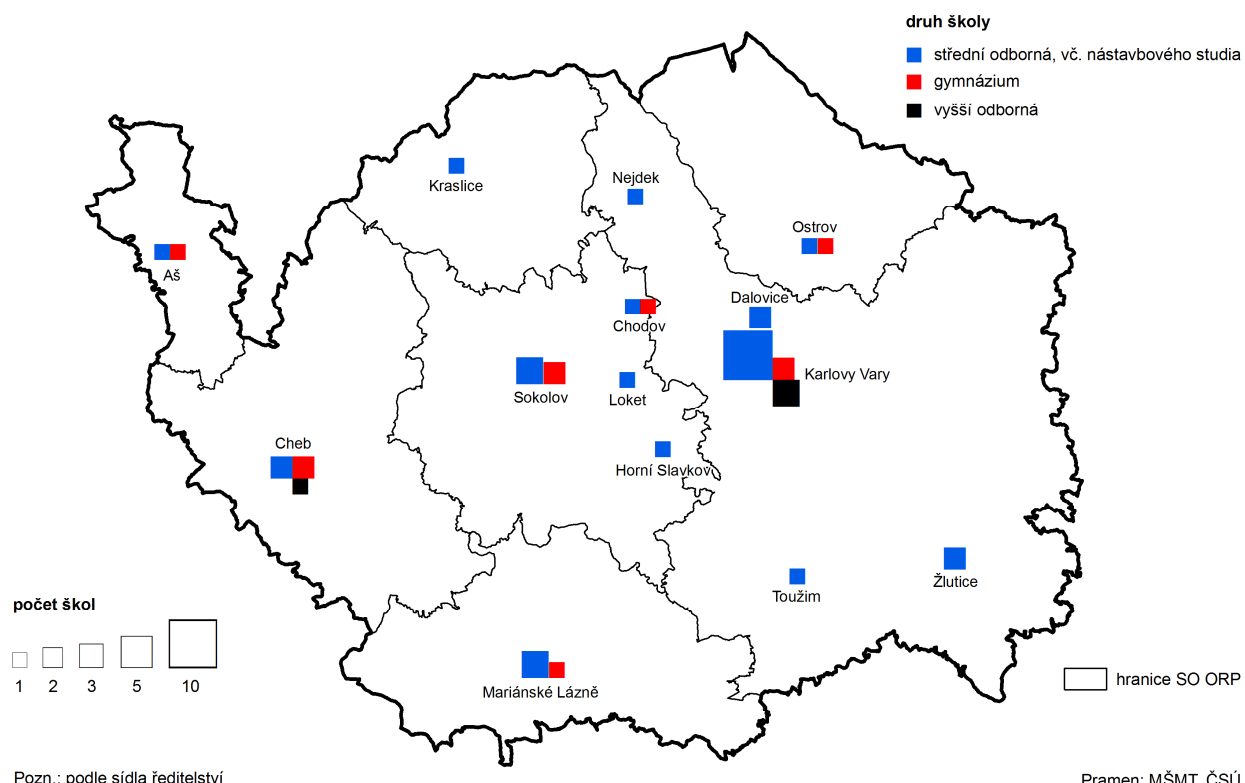 druh školy
střední odborná, vč. nástavbového studia
gymnázium
vyšší odborná
Kraslice
Nejdek
Ostrov
Aš
Dalovice
Chodov
Karlovy Vary
Sokolov
Loket
Cheb
Horní Slavkov
Žlutice
Toužim
počet škol
1 2 3 5 10
Mariánské Lázně
hranice SO ORP
Pozn.: podle sídla ředitelství
Pramen: MŠMT, ČSÚ